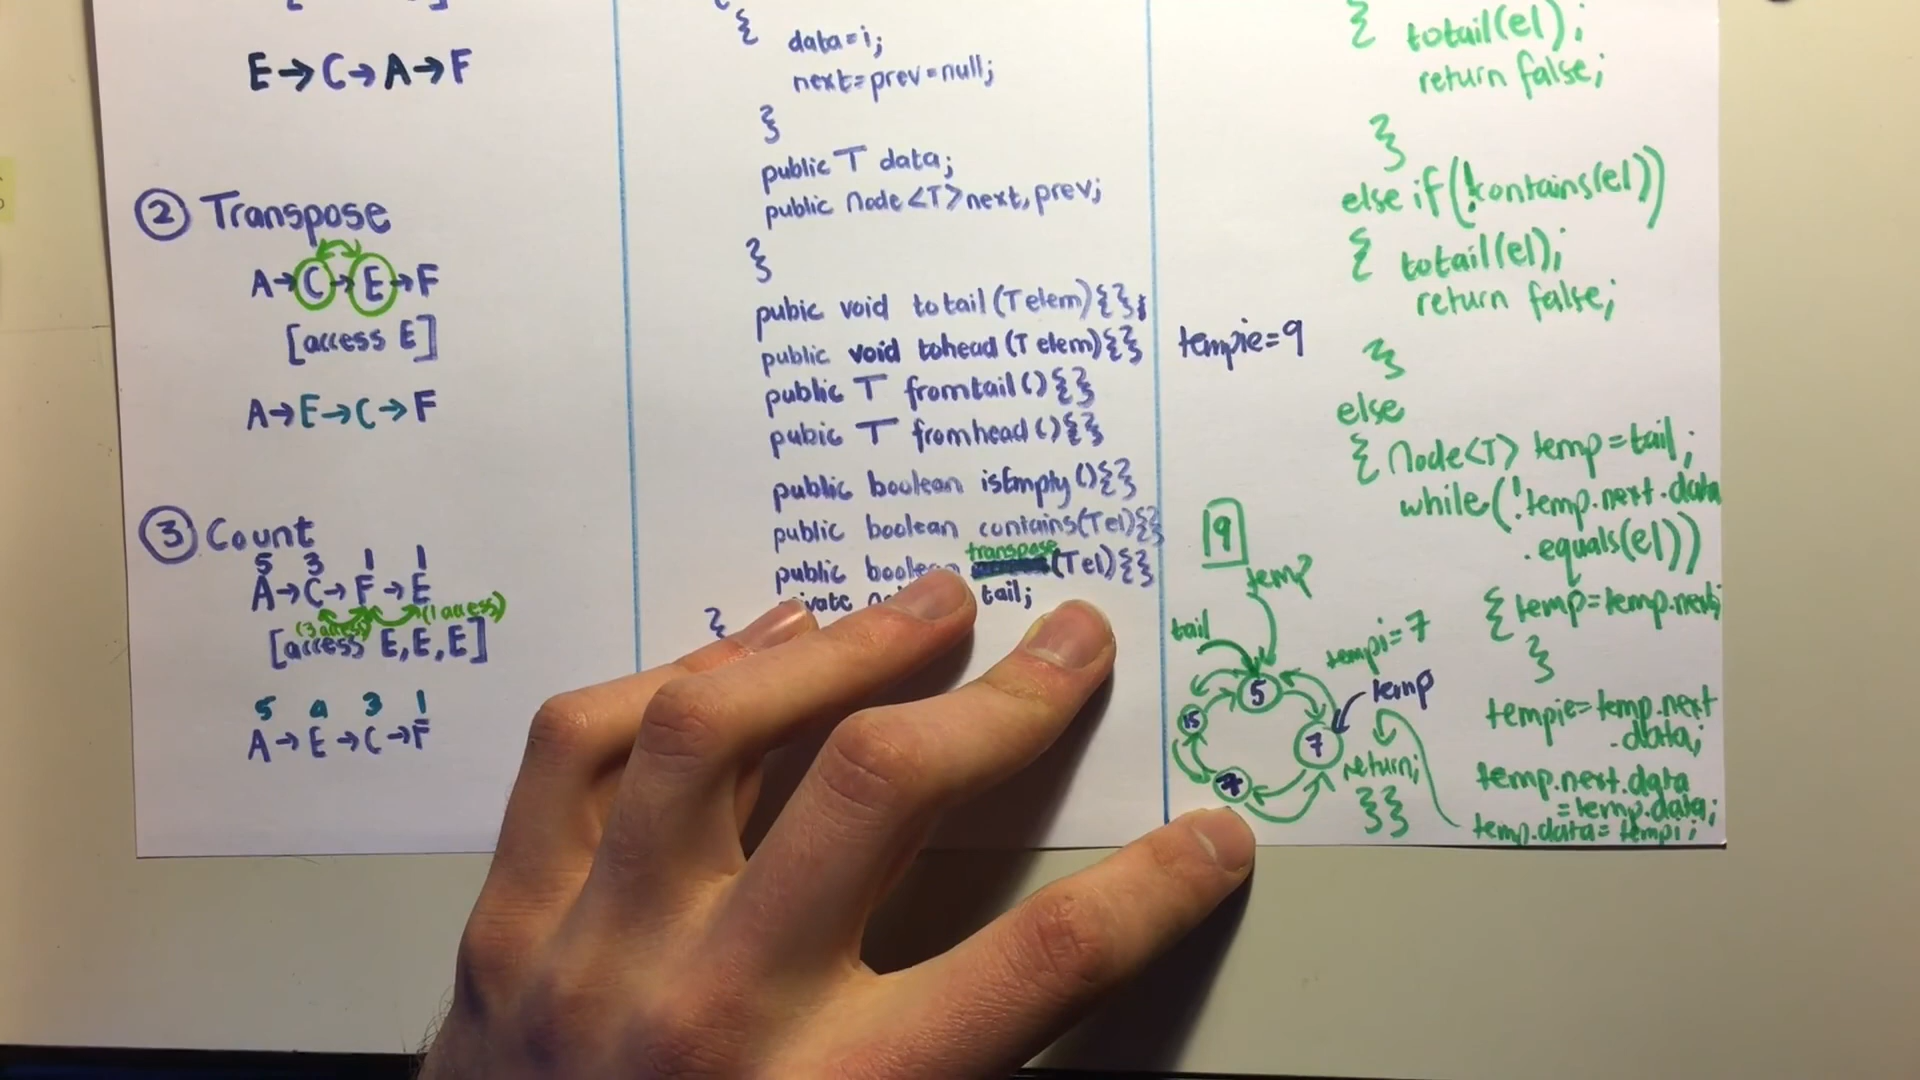 E→C→A→F
② Transpose
A→C→E→F
[access E]
A→E→C→F
③ Count
5 3 1 1
A→C→F→E
(3 access) (1 access)
[access E,E,E]
5 4 3 1
A→E→C→F
{
data=i;
next=prev=null;
}
public T data;
public Node<T>next,prev;
}
pubic void totail(T elem){};
public void tohead(T elem){}
public T fromtail(){}
pubic T fromhead(){}
public boolean isEmpty(){}
public boolean contains(T el){}
transpose
public boolean (T el){}
tail;
{
tempie=9
9
temp
tail
tempi=7
temp
5
15
7
7
return;
}}
{ totail(el);
return false;
}
else if(!contains(el))
{ totail(el);
return false;
}
else
{ Node<T> temp=tail;
while(!temp.next.data
.equals(el))
{ temp=temp.next;
}
tempie=temp.next
.data;
temp.next.data
=temp.data;
temp.data= tempi;